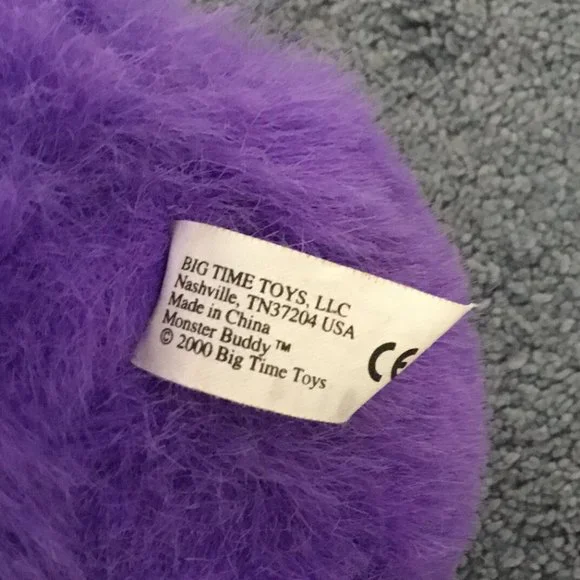 BIG TIME TOYS, LLC
Nashville, TN37204 USA
Made in China
Monster Buddy™
© 2000 Big Time Toys
CE